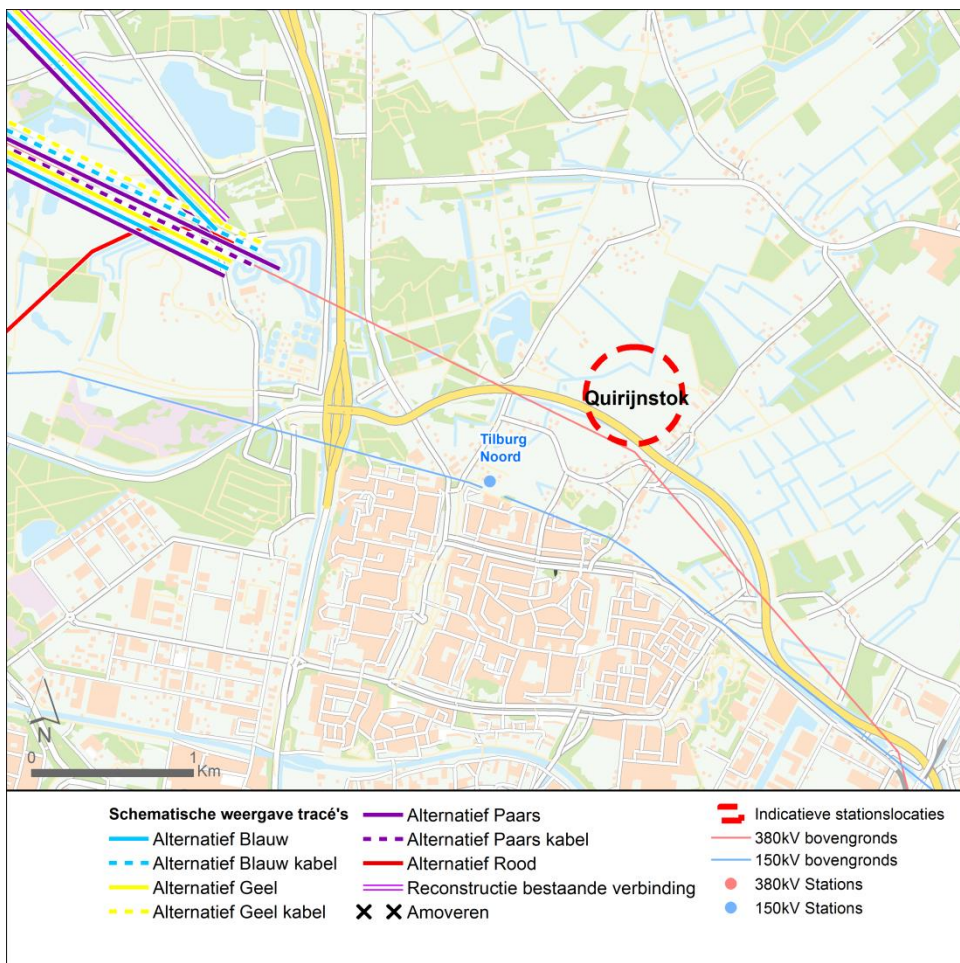 Quirijnstok
Tilburg
Noord
N
0
1
Km
Schematische weergave tracé's
Alternatief Blauw
Alternatief Blauw kabel
Alternatief Geel
Alternatief Geel kabel
Alternatief Paars
Alternatief Paars kabel
Alternatief Rood
Reconstructie bestaande verbinding
Amoveren
Indicatieve stationslocaties
380kV bovengronds
150kV bovengronds
380kV Stations
150kV Stations